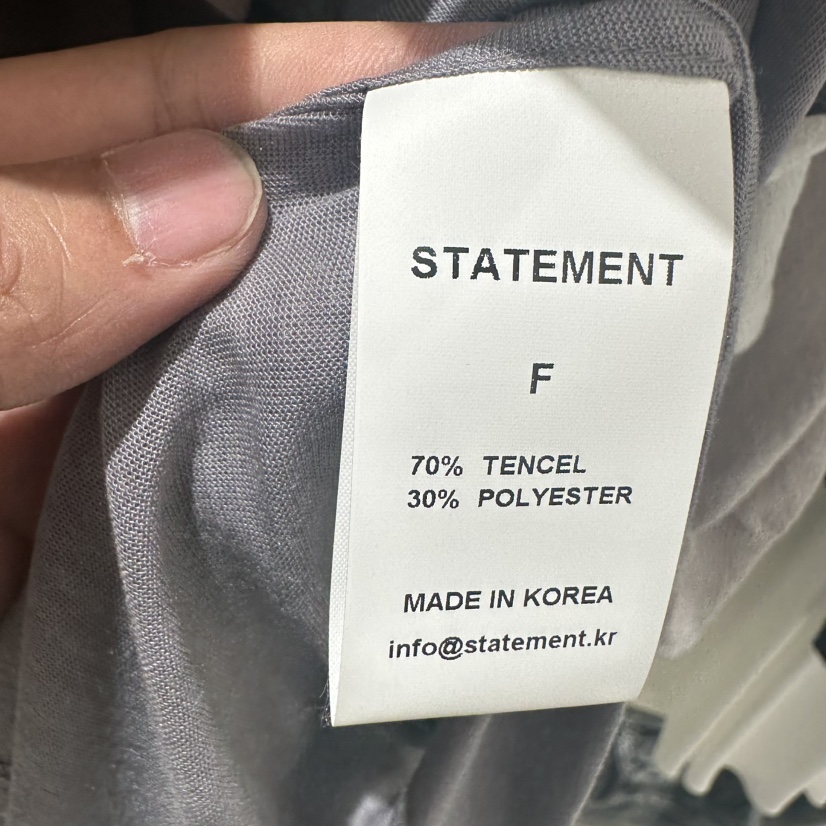 STATEMENT
F
70% TENCEL
30% POLYESTER
MADE IN KOREA
info@statement.kr